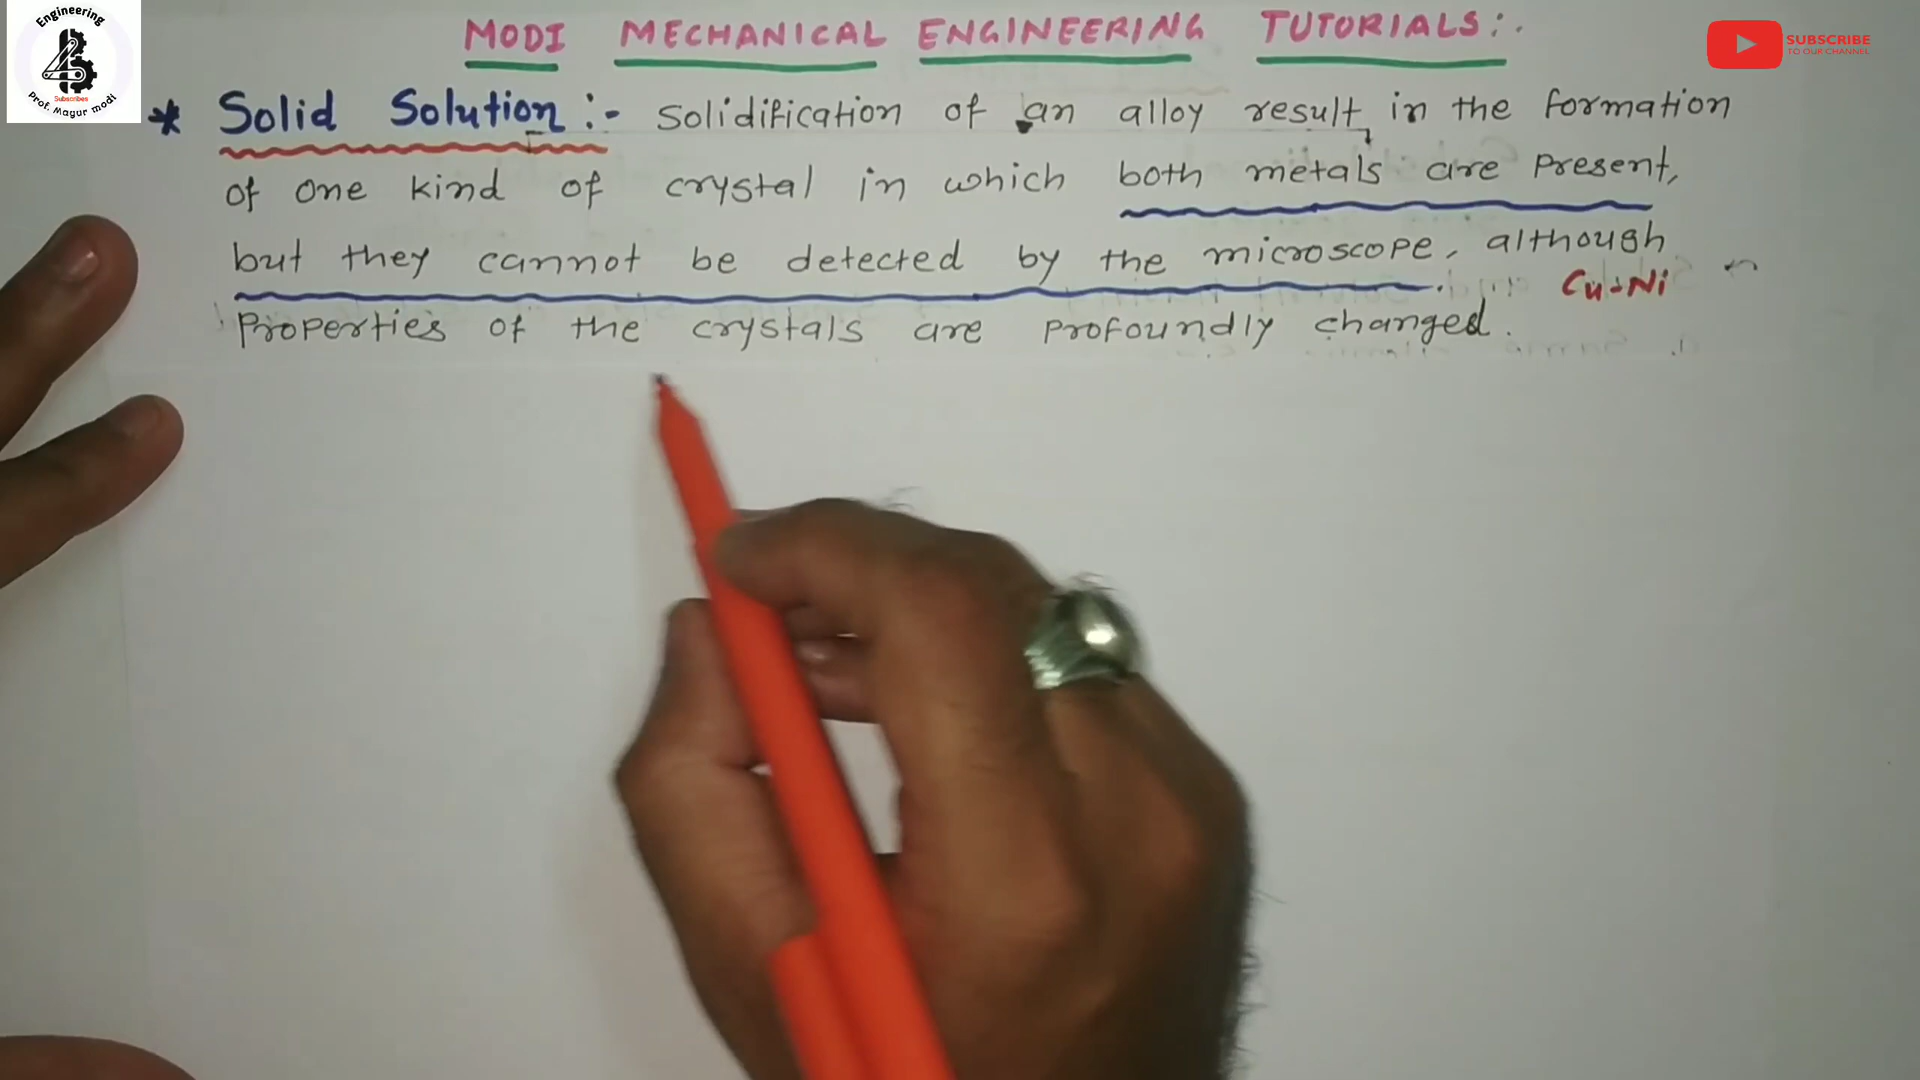 Engineering
Subscribes
Prof. Mayur modi
MODI MECHANICAL ENGINEERING TUTORIALS:.
SUBSCRIBE
TO OUR CHANNEL
* Solid Solution :- solidification of an alloy result in the formation
of one kind of crystal in which both metals are present,
but they cannot be detected by the microscope, although
Cu-Ni
Properties of the crystals are profoundly changed.